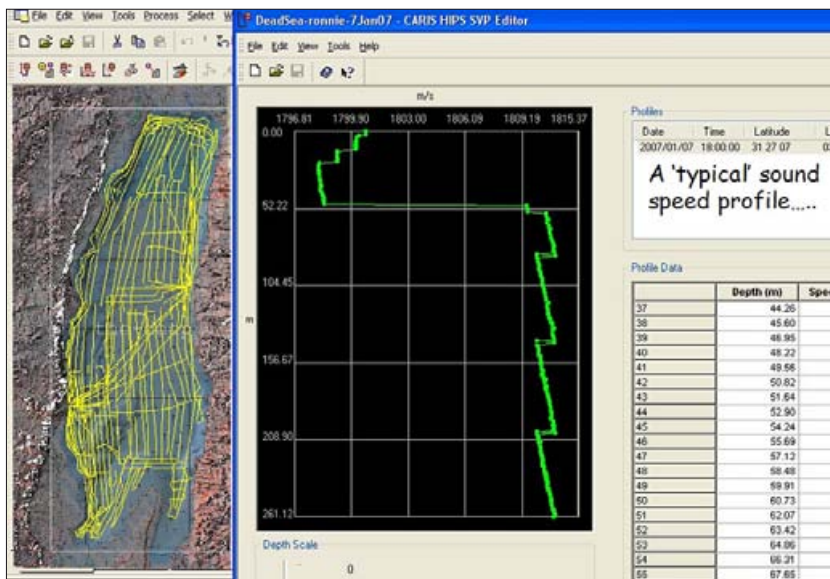 File Edit View Tools Process Select
DeadSea-ronnie-7Jan07 - CARIS HIPS SVP Editor
File Edit View Tools Help
m/s
1796.81 1799.90 1803.00 1806.09 1809.19 1815.37
0.00
52.22
104.45
m
156.67
208.90
261.12
Depth Scale
0
Profiles
Date Time Latitude L
2007/01/07 18:00:00 31 27 07
A 'typical' sound
speed profile.....
Profile Data
Depth (m) Spee
37 44.26
38 45.60
39 46.95
40 48.22
41 49.56
42 50.82
43 51.64
44 52.90
45 54.24
46 55.69
47 57.12
48 58.48
49 59.91
50 60.73
51 62.07
52 63.42
53 64.86
54 66.31
55 67.65